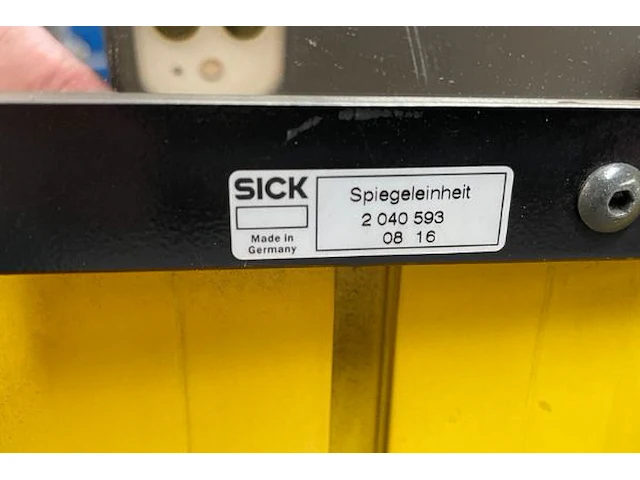 SICK
Made in
Germany
Spiegeleinheit
2 040 593
08 16